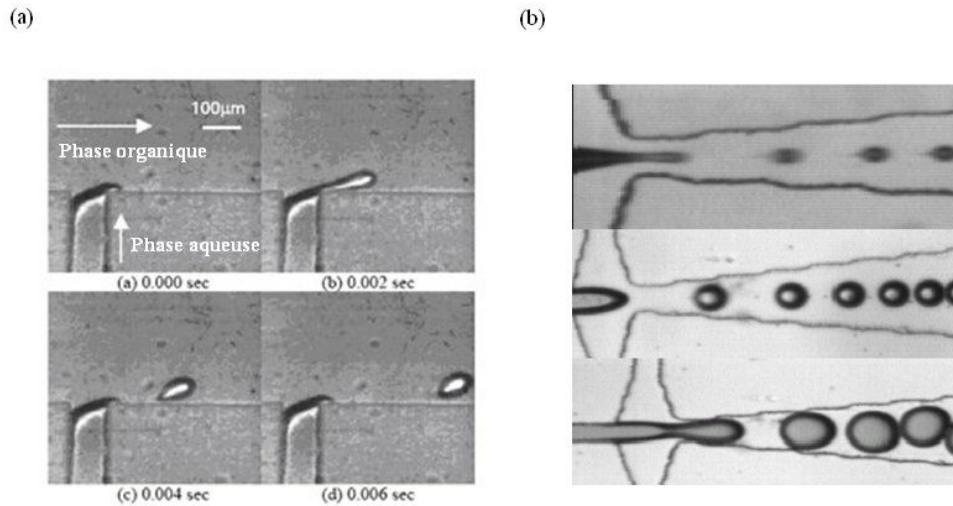 (a)
(b)
100µm
Phase organique
Phase aqueuse
(a) 0.000 sec
(b) 0.002 sec
(c) 0.004 sec
(d) 0.006 sec